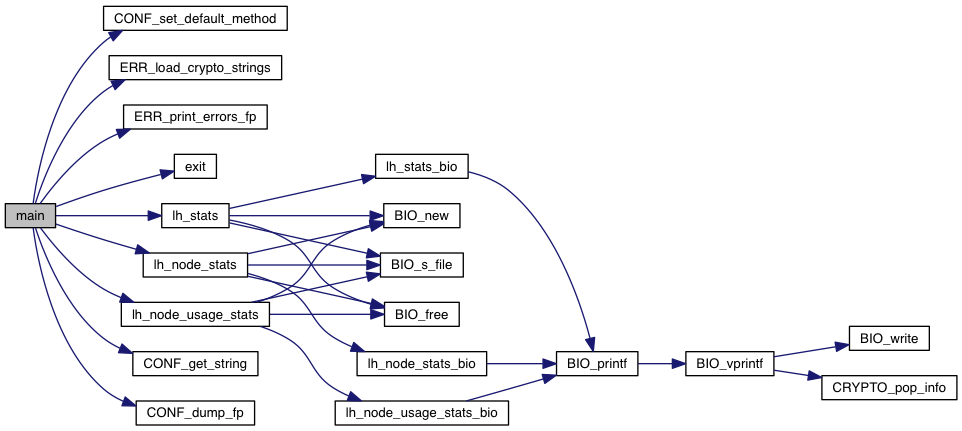 CONF_set_default_method
ERR_load_crypto_strings
ERR_print_errors_fp
exit
lh_stats_bio
main
lh_stats
BIO_new
lh_node_stats
BIO_s_file
lh_node_usage_stats
BIO_free
BIO_write
CONF_get_string
lh_node_stats_bio
BIO_printf
BIO_vprintf
CRYPTO_pop_info
CONF_dump_fp
lh_node_usage_stats_bio